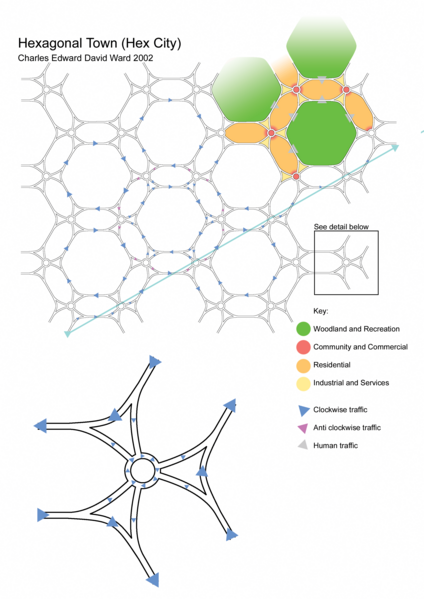 Hexagonal Town (Hex City)
Charles Edward David Ward 2002
See detail below
Key:
Woodland and Recreation
Community and Commercial
Residential
Industrial and Services
Clockwise traffic
Anti clockwise traffic
Human traffic